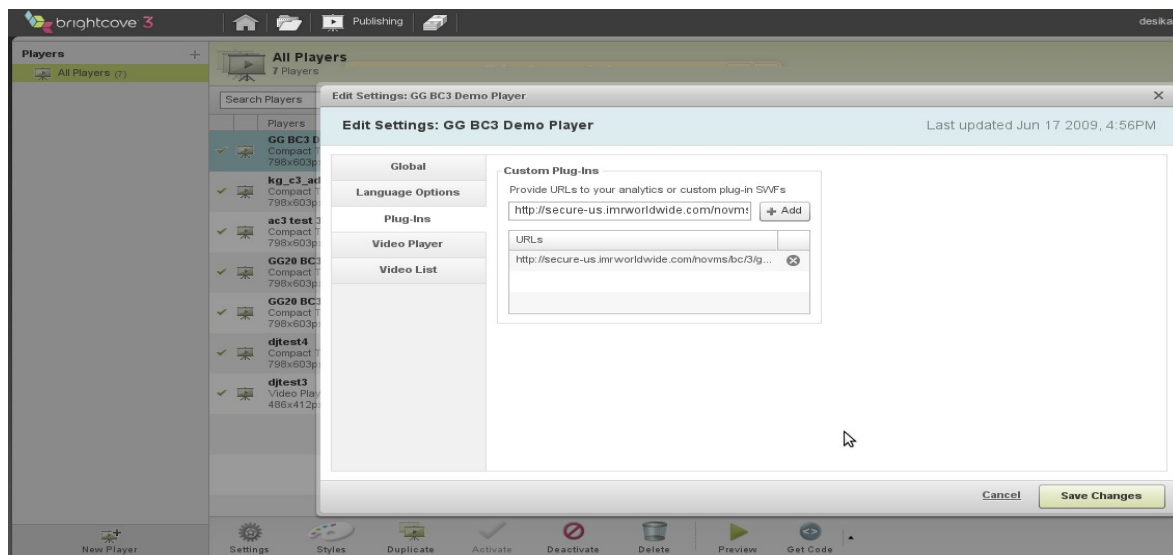 brightcove 3
Publishing
desika
Players +
All Players (7)
All Players
7 Players
Search Players
Players
GG BC3 D
Compact T
798x603p
kg_c3_ad
Compact T
798x603p
ac3 test 3
Compact T
798x603p
GG20 BC3
Compact T
798x603p
GG20 BC3
Compact T
798x603p
djtest4
Compact T
798x603p
djtest3
Video Play
486x412p
Edit Settings: GG BC3 Demo Player
Edit Settings: GG BC3 Demo Player
Last updated Jun 17 2009, 4:56PM
Global
Language Options
Plug-Ins
Video Player
Video List
Custom Plug-Ins
Provide URLs to your analytics or custom plug-in SWFs
http://secure-us.imrworldwide.com/novms
+ Add
URLs
http://secure-us.imrworldwide.com/novms/bc/3/g...
Cancel
Save Changes
New Player
Settings
Styles
Duplicate
Activate
Deactivate
Delete
Preview
Get Code